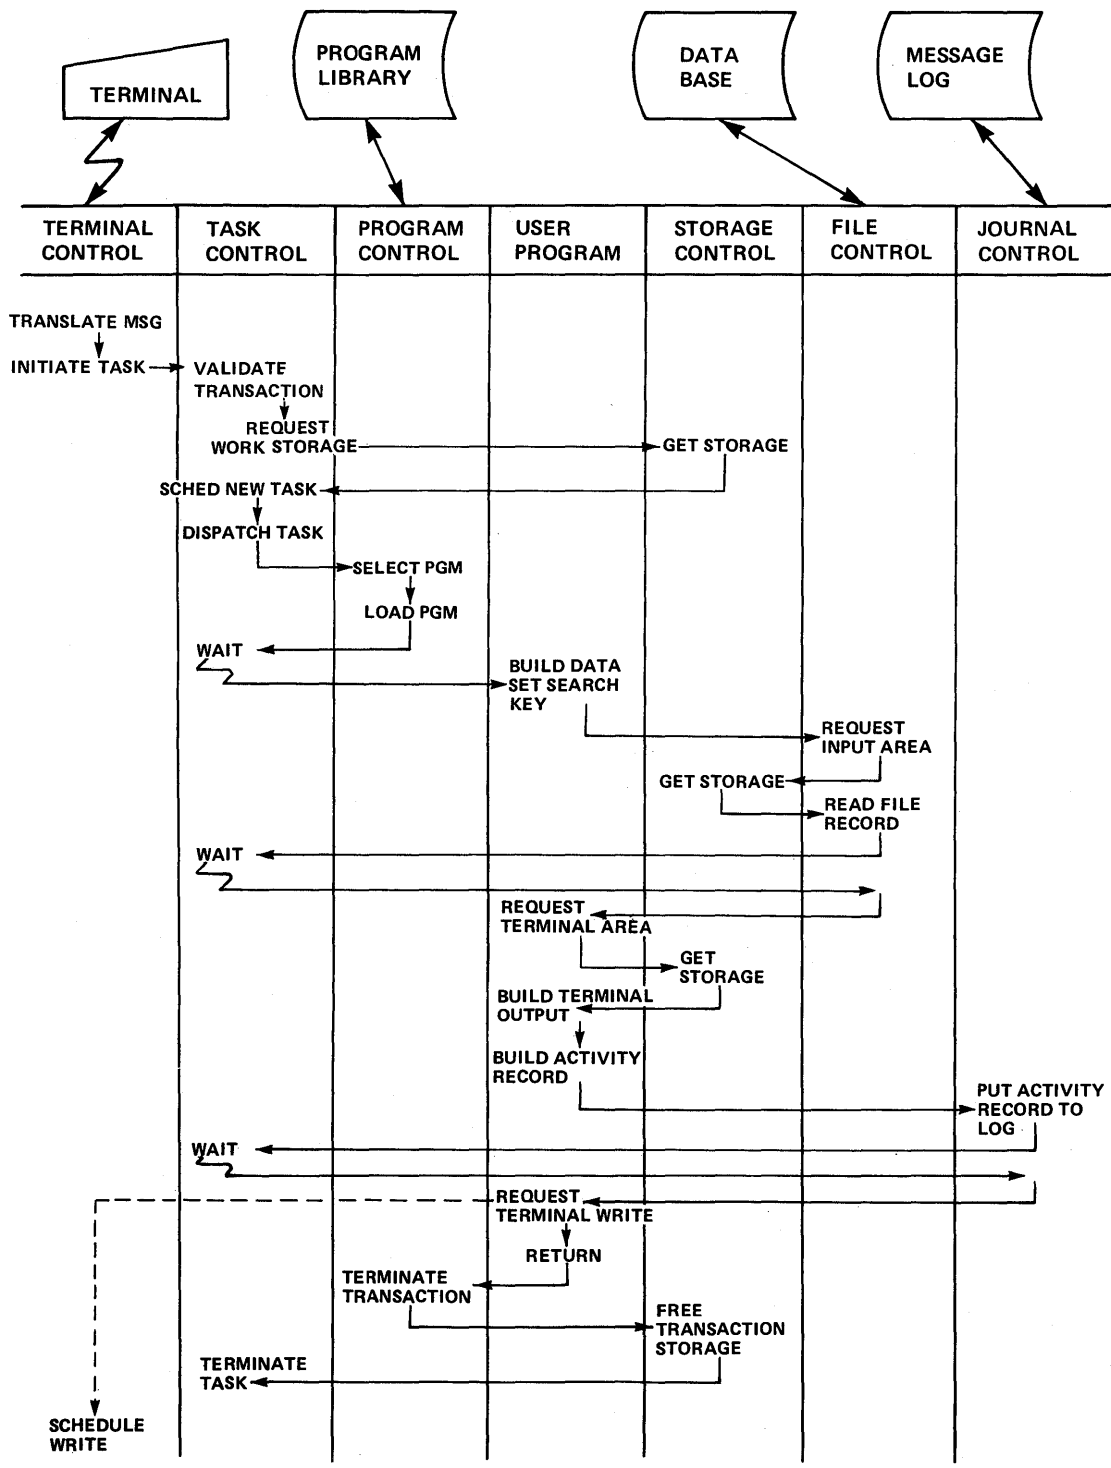 TERMINAL
PROGRAM
LIBRARY
DATA
BASE
MESSAGE
LOG
TERMINAL
CONTROL
TASK
CONTROL
PROGRAM
CONTROL
USER
PROGRAM
STORAGE
CONTROL
FILE
CONTROL
JOURNAL
CONTROL
TRANSLATE MSG
INITIATE TASK
VALIDATE
TRANSACTION
REQUEST
WORK STORAGE
GET STORAGE
SCHED NEW TASK
DISPATCH TASK
SELECT PGM
LOAD PGM
WAIT
BUILD DATA
SET SEARCH
KEY
REQUEST
INPUT AREA
GET STORAGE
READ FILE
RECORD
WAIT
REQUEST
TERMINAL AREA
GET
STORAGE
BUILD TERMINAL
OUTPUT
BUILD ACTIVITY
RECORD
PUT ACTIVITY
RECORD TO
LOG
WAIT
REQUEST
TERMINAL WRITE
RETURN
TERMINATE
TRANSACTION
FREE
TRANSACTION
STORAGE
TERMINATE
TASK
SCHEDULE
WRITE